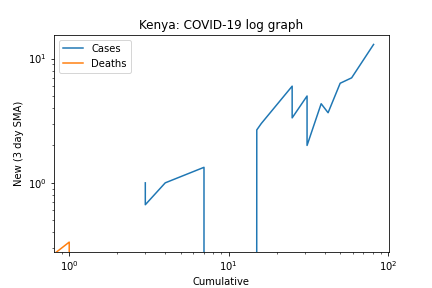 Kenya: COVID-19 log graph
Cases
Deaths
New (3 day SMA)
10¹
10⁰
10⁰ 10¹ 10²
Cumulative